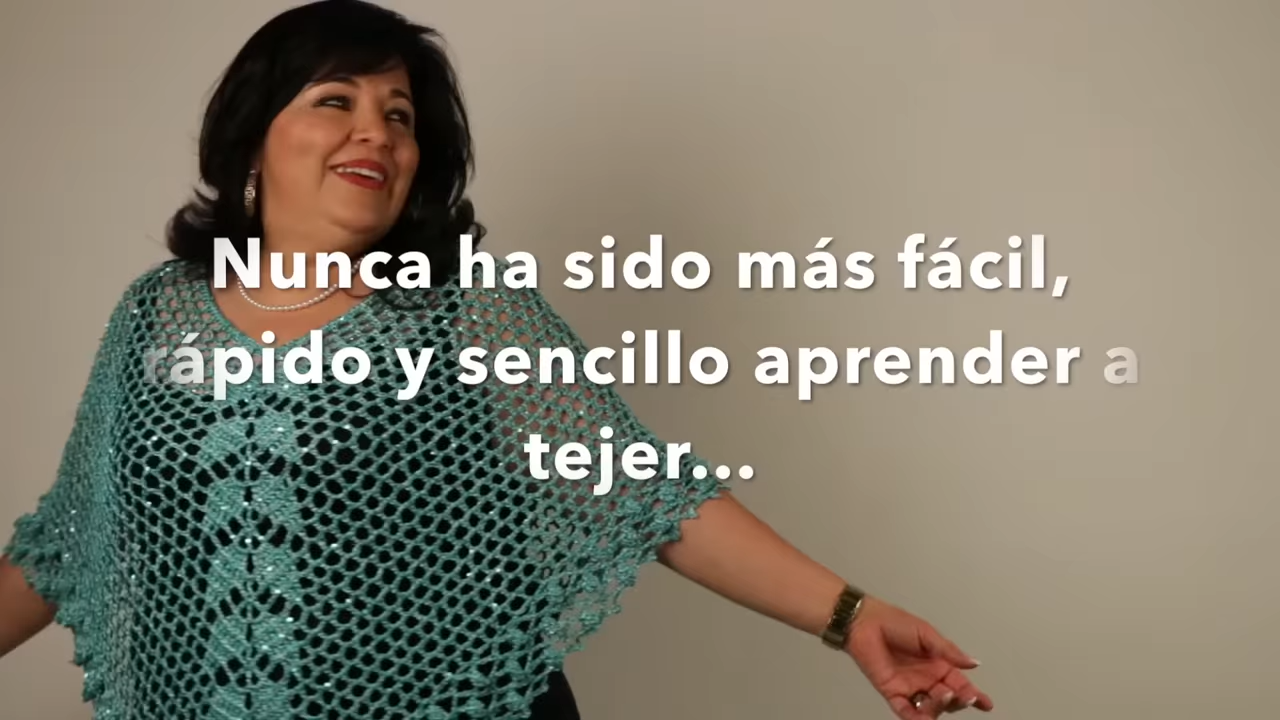 Nunca ha sido más fácil,
rápido y sencillo aprender a
tejer...